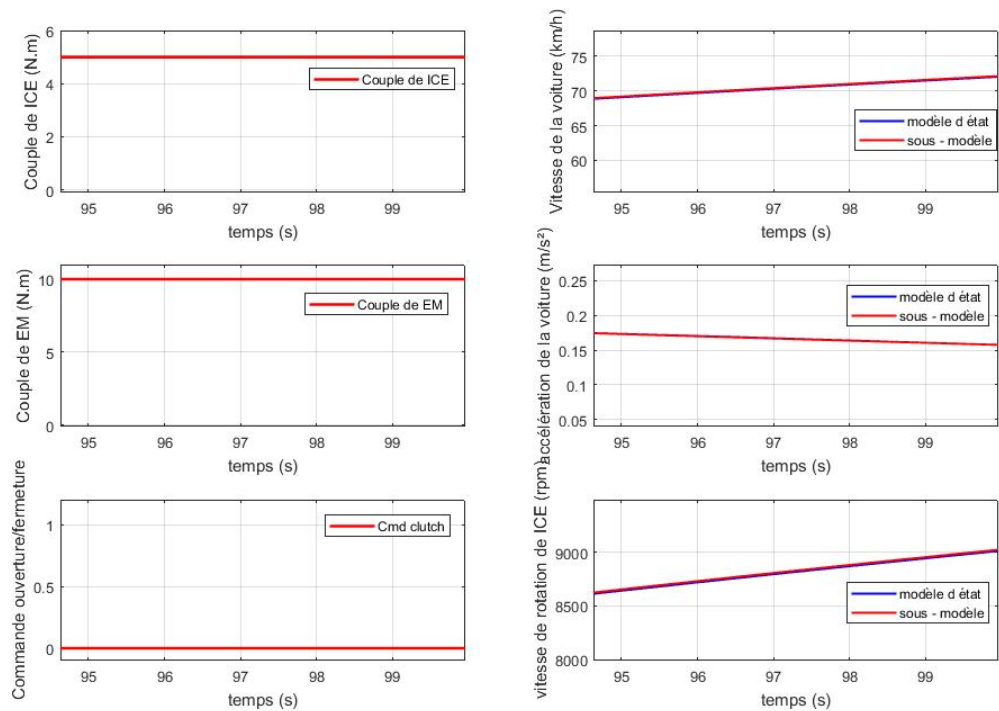 Couple de ICE (N.m)
6
4
2
0
Couple de ICE
95
96
97
98
99
temps (s)
Vitesse de la voiture (km/h)
75
70
65
60
modèle d état
sous - modèle
95
96
97
98
99
temps (s)
Couple de EM (N.m)
10
5
0
Couple de EM
95
96
97
98
99
temps (s)
accélération de la voiture (m/s²)
0.25
0.2
0.15
0.1
0.05
modèle d état
sous - modèle
95
96
97
98
99
temps (s)
Commande ouverture/fermeture
1
0.5
0
Cmd clutch
95
96
97
98
99
temps (s)
vitesse de rotation de ICE (rpm)
9000
8500
8000
modèle d état
sous - modèle
95
96
97
98
99
temps (s)